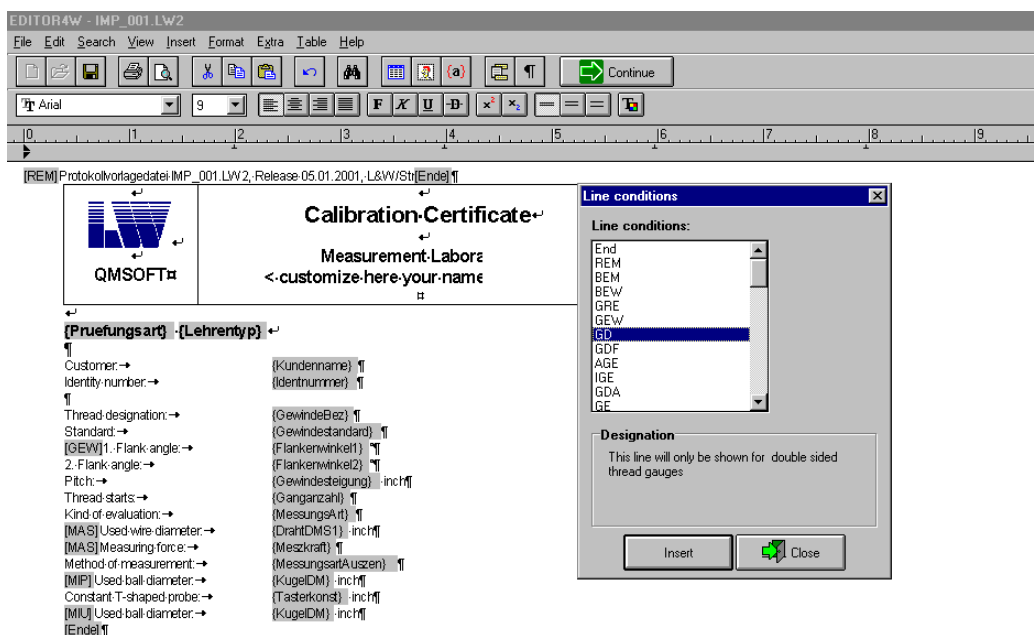 EDITOR4W - IMP_001.LW2
File Edit Search View Insert Format Extra Table Help
{a} ¶ Continue
Arial 9 F K U D x² x₂
0 1 2 3 4 5 6 7 8 9
[REM]Protokollvorlagedatei·IMP_001.LW2,·Release·05.01.2001,·L&W/Str[Ende]¶
QMSOFT¤
Calibration·Certificate↵
Measurement·Labora
<·customize·here·your·name
¤
{Pruefungsart}·{Lehrentyp}↵
¶
Customer:→ {Kundenname}¶
Identity·number:→ {Identnummer}¶
¶
Thread·designation:→ {GewindeBez}¶
Standard:→ {Gewindestandard}¶
[GEW]1.·Flank·angle:→ {Flankenwinkel1}°¶
2.·Flank·angle:→ {Flankenwinkel2}°¶
Pitch:→ {Gewindesteigung}·inch¶
Thread·starts:→ {Ganganzahl}¶
Kind·of·evaluation:→ {MessungsArt}¶
[MAS]Used·wire·diameter:→ {DrahtDMS1}·inch¶
[MAS]Measuring·force:→ {Meszkraft}¶
Method·of·measurement:→ {MessungsartAuszen}¶
[MIP]Used·ball·diameter:→ {KugelDM}·inch¶
Constant·T-shaped·probe:→ {Tasterkonst}·inch¶
[MIU]Used·ball·diameter:→ {KugelDM}·inch¶
[Ende]¶
Line conditions
Line conditions:
End
REM
BEM
BEW
GRE
GEW
GD
GDF
AGE
IGE
GDA
GE
Designation
This line will only be shown for double sided
thread gauges
Insert Close